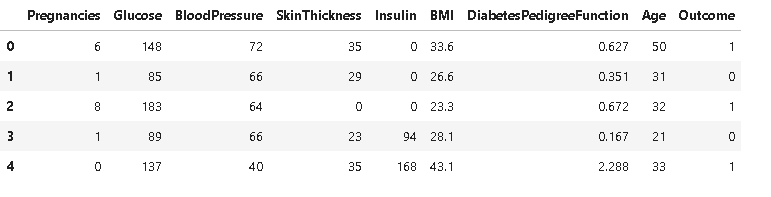 Pregnancies Glucose BloodPressure SkinThickness Insulin BMI DiabetesPedigreeFunction Age Outcome
0 6 148 72 35 0 33.6 0.627 50 1
1 1 85 66 29 0 26.6 0.351 31 0
2 8 183 64 0 0 23.3 0.672 32 1
3 1 89 66 23 94 28.1 0.167 21 0
4 0 137 40 35 168 43.1 2.288 33 1